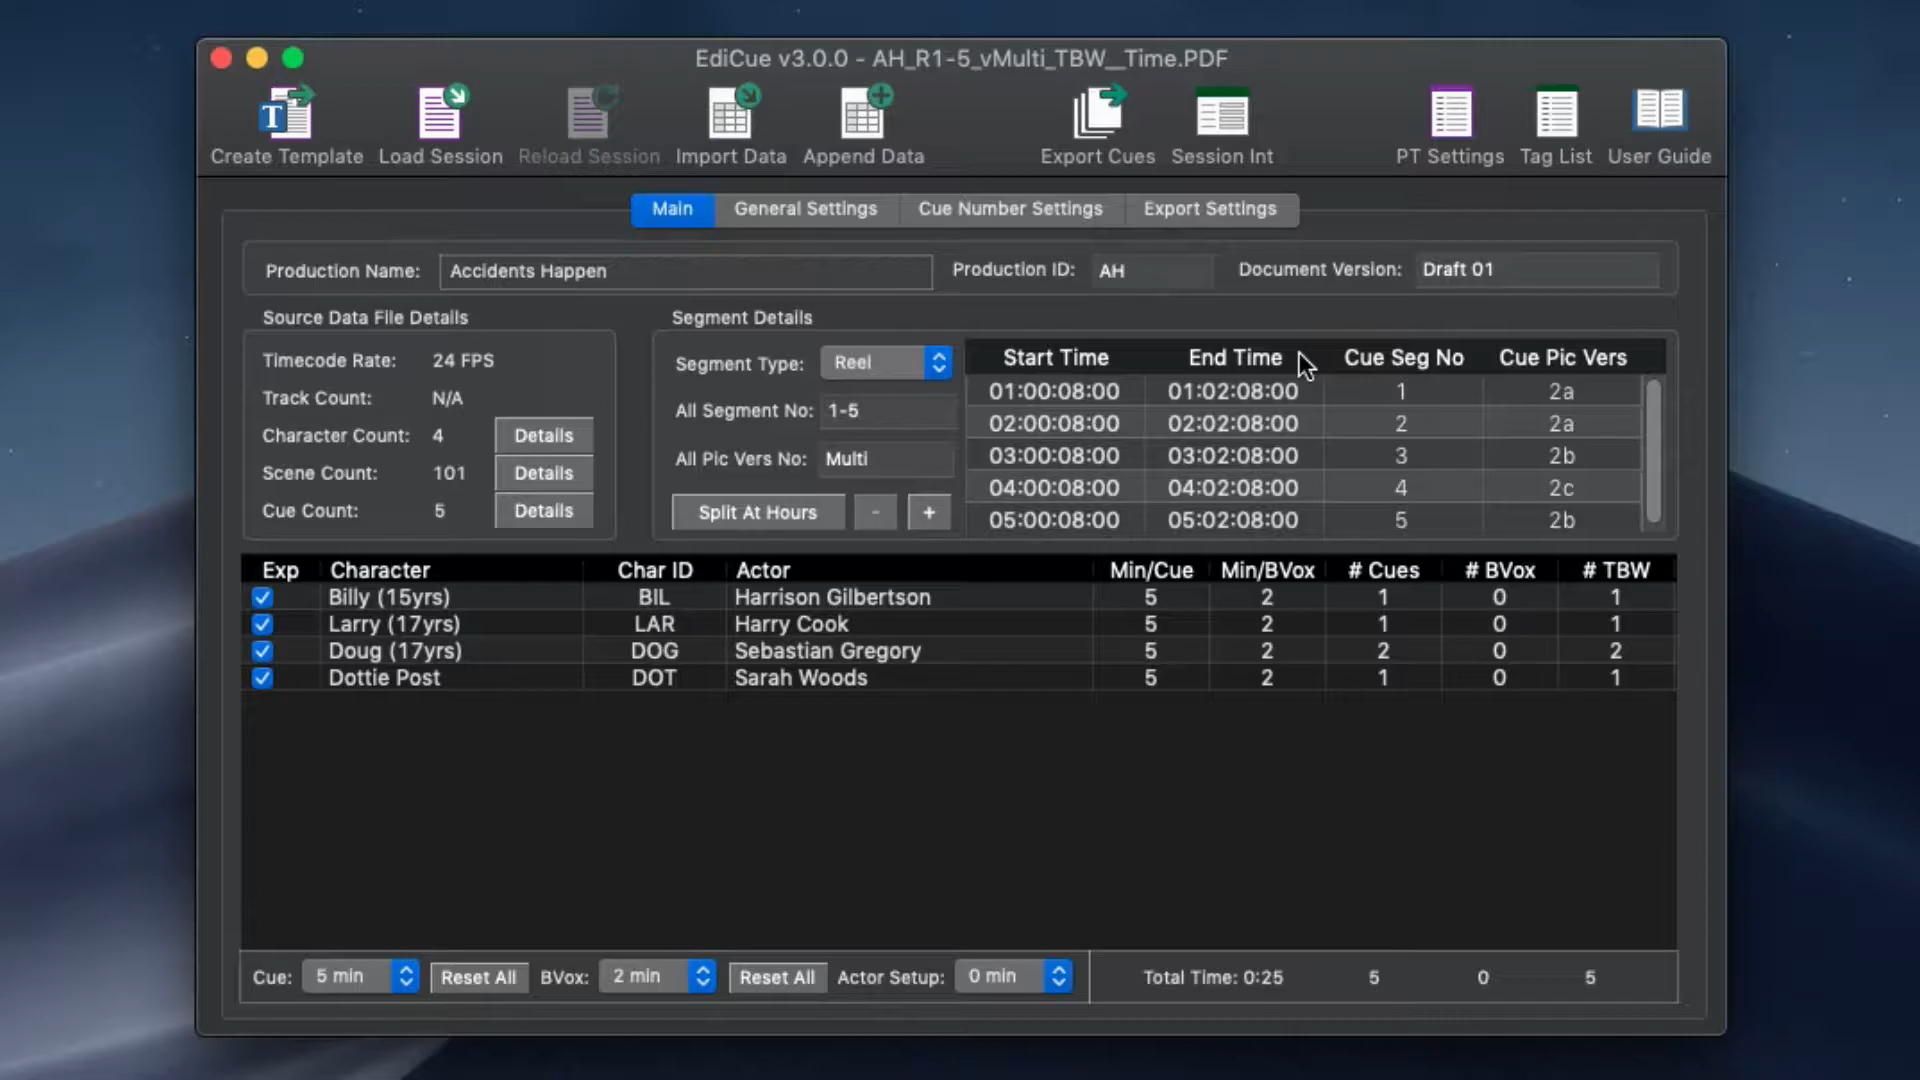 EdiCue v3.0.0 - AH_R1-5_vMulti_TBW__Time.PDF
T
Create Template Load Session Reload Session Import Data Append Data Export Cues Session Int PT Settings Tag List User Guide
Main General Settings Cue Number Settings Export Settings
Production Name: Accidents Happen Production ID: AH Document Version: Draft 01
Source Data File Details
Timecode Rate: 24 FPS
Track Count: N/A
Character Count: 4 Details
Scene Count: 101 Details
Cue Count: 5 Details
Segment Details
Segment Type: Reel
All Segment No: 1-5
All Pic Vers No: Multi
Split At Hours - +
Start Time End Time Cue Seg No Cue Pic Vers
01:00:08:00 01:02:08:00 1 2a
02:00:08:00 02:02:08:00 2 2a
03:00:08:00 03:02:08:00 3 2b
04:00:08:00 04:02:08:00 4 2c
05:00:08:00 05:02:08:00 5 2b
Exp Character Char ID Actor Min/Cue Min/BVox # Cues # BVox # TBW
Billy (15yrs) BIL Harrison Gilbertson 5 2 1 0 1
Larry (17yrs) LAR Harry Cook 5 2 1 0 1
Doug (17yrs) DOG Sebastian Gregory 5 2 2 0 2
Dottie Post DOT Sarah Woods 5 2 1 0 1
Cue: 5 min Reset All BVox: 2 min Reset All Actor Setup: 0 min Total Time: 0:25 5 0 5